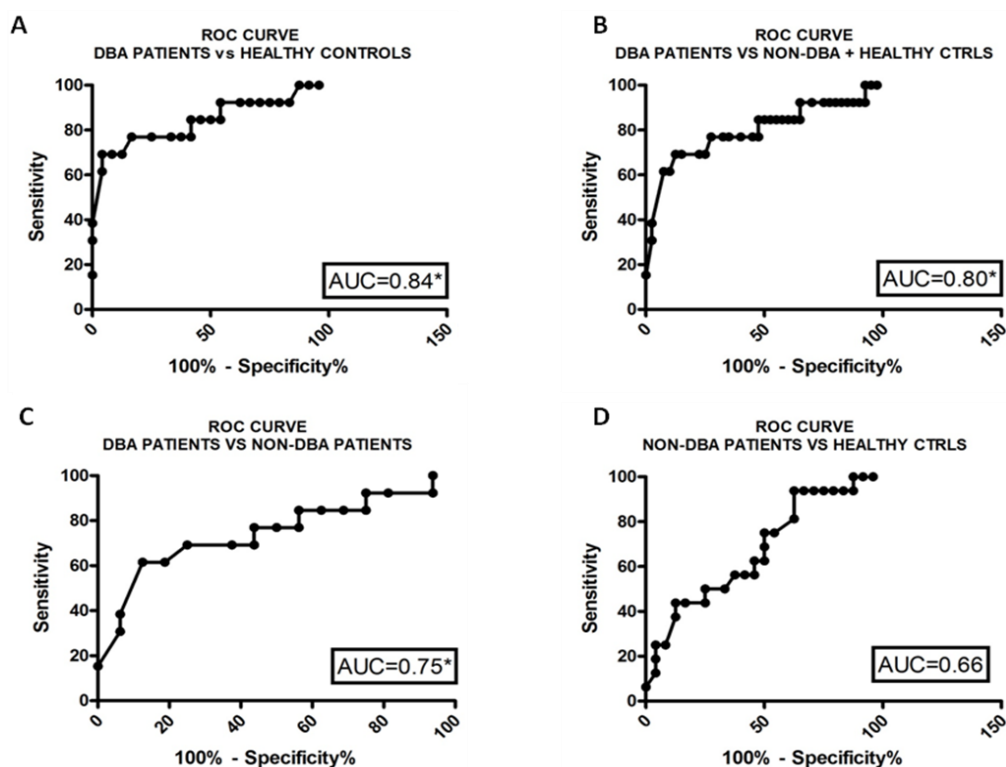 A
ROC CURVE
DBA PATIENTS vs HEALTHY CONTROLS
100
80
60
40
20
0
Sensitivity
AUC=0.84*
0
50
100
150
100% - Specificity%
B
ROC CURVE
DBA PATIENTS VS NON-DBA + HEALTHY CTRLS
100
80
60
40
20
0
Sensitivity
AUC=0.80*
0
50
100
150
100% - Specificity%
C
ROC CURVE
DBA PATIENTS VS NON-DBA PATIENTS
100
80
60
40
20
0
Sensitivity
AUC=0.75*
0
20
40
60
80
100
100% - Specificity%
D
ROC CURVE
NON-DBA PATIENTS VS HEALTHY CTRLS
100
80
60
40
20
0
Sensitivity
AUC=0.66
0
50
100
150
100% - Specificity%